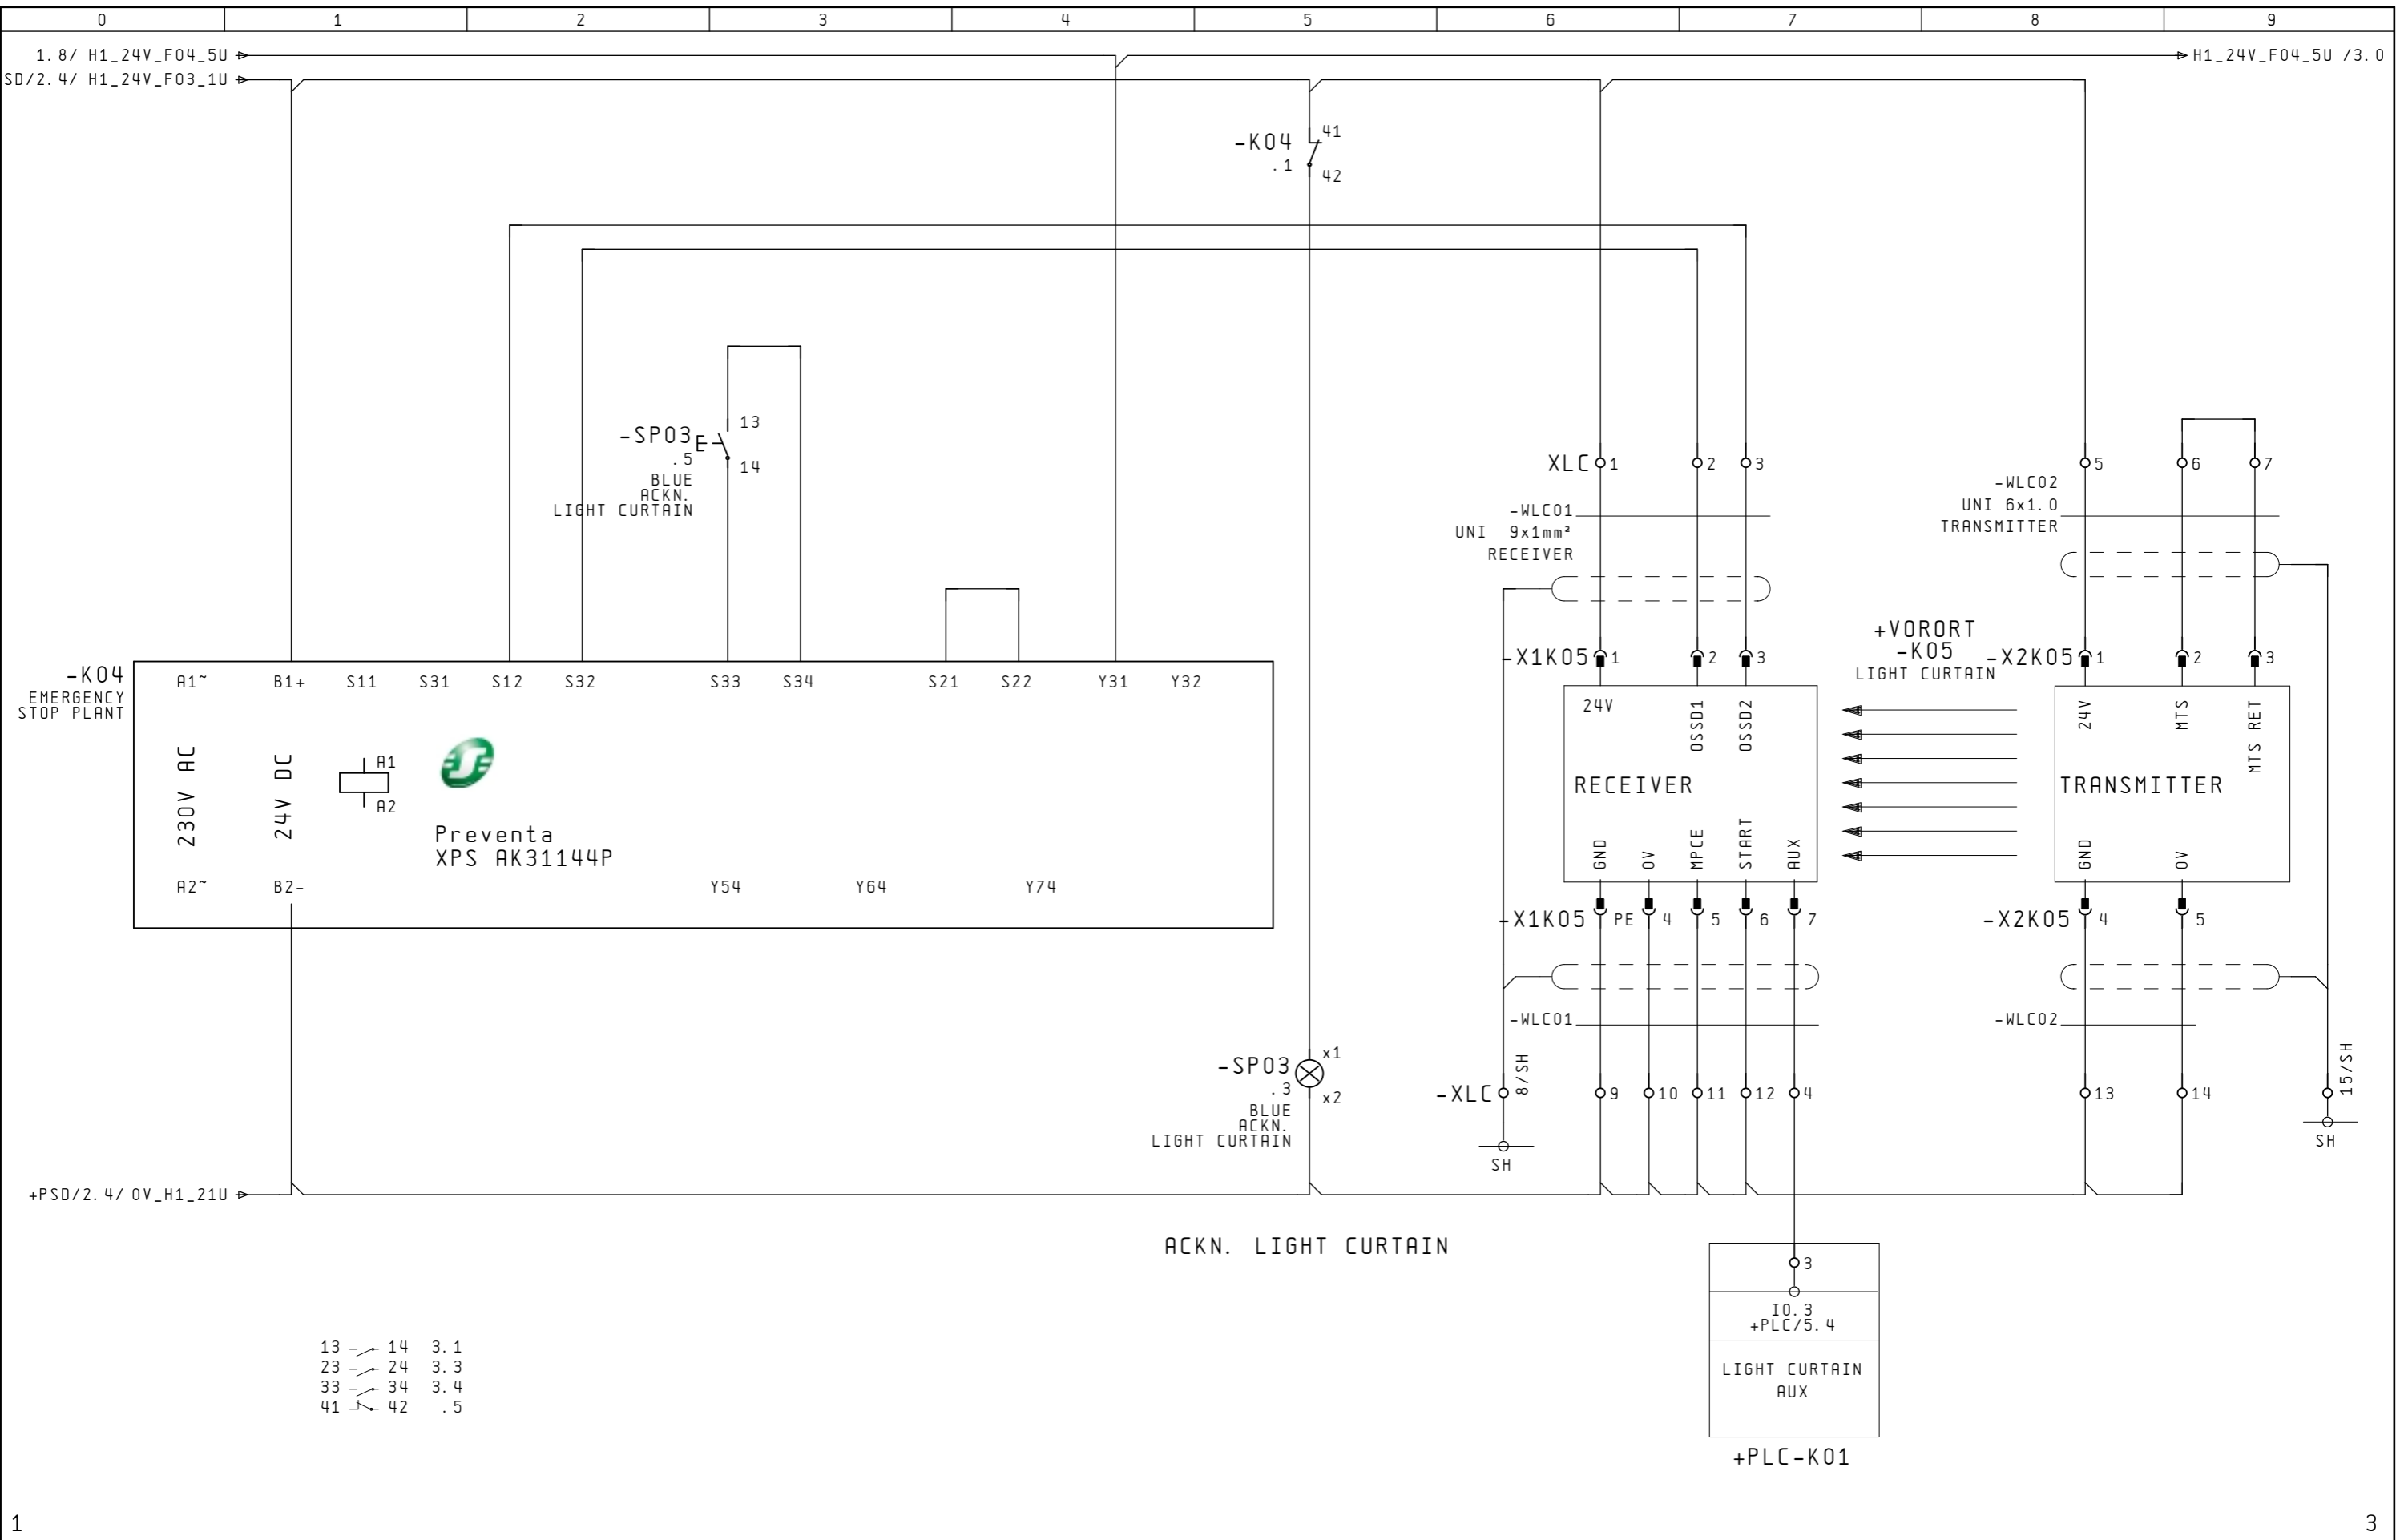 0 1 2 3 4 5 6 7 8 9
1.8/ H1_24V_F04_5U
H1_24V_F04_5U /3.0
SD/2.4/ H1_24V_F03_1U
-K04
.1
41
42
-SP03
.5
BLUE
ACKN.
LIGHT CURTAIN
13
14
XLC 1 2 3 5 6 7
-WLC01
UNI 9x1mm²
RECEIVER
-WLC02
UNI 6x1.0
TRANSMITTER
-K04
EMERGENCY
STOP PLANT
A1~ B1+ S11 S31 S12 S32 S33 S34 S21 S22 Y31 Y32
230V AC
24V DC
A1
A2
Preventa
XPS AK31144P
A2~ B2- Y54 Y64 Y74
-X1K05 1 2 3
+VORORT
-K05
LIGHT CURTAIN
-X2K05 1 2 3
24V
OSSD1
OSSD2
RECEIVER
GND
0V
MPCE
START
AUX
24V
MTS
MTS RET
TRANSMITTER
GND
0V
-X1K05 PE 4 5 6 7
-X2K05 4 5
-WLC01
-WLC02
-SP03
.3
BLUE
ACKN.
LIGHT CURTAIN
x1
x2
-XLC 8/SH 9 10 11 12 4 13 14 15/SH
SH
SH
+PSD/2.4/ 0V_H1_21U
ACKN. LIGHT CURTAIN
3
I0.3
+PLC/5.4
LIGHT CURTAIN
AUX
+PLC-K01
13 14 3.1
23 24 3.3
33 34 3.4
41 42 .5
1
3